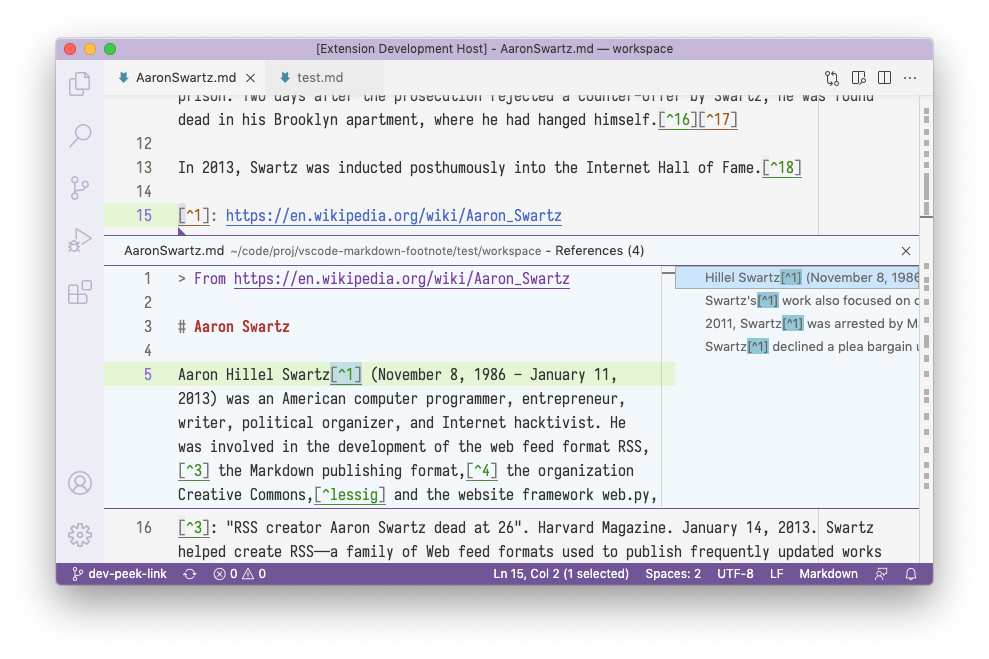 [Extension Development Host] - AaronSwartz.md — workspace
AaronSwartz.md
test.md
prison. Two days after the prosecution rejected a counter-offer by Swartz, he was found
dead in his Brooklyn apartment, where he had hanged himself.[^16][^17]
12
13 In 2013, Swartz was inducted posthumously into the Internet Hall of Fame.[^18]
14
15 [^1]: https://en.wikipedia.org/wiki/Aaron_Swartz
AaronSwartz.md ~/code/proj/vscode-markdown-footnote/test/workspace - References (4)
1 > From https://en.wikipedia.org/wiki/Aaron_Swartz
2
3 # Aaron Swartz
4
5 Aaron Hillel Swartz[^1] (November 8, 1986 – January 11,
2013) was an American computer programmer, entrepreneur,
writer, political organizer, and Internet hacktivist. He
was involved in the development of the web feed format RSS,
[^3] the Markdown publishing format,[^4] the organization
Creative Commons,[^lessig] and the website framework web.py,
Hillel Swartz[^1] (November 8, 1986
Swartz's[^1] work also focused on
2011, Swartz[^1] was arrested by
Swartz[^1] declined a plea bargain
16 [^3]: "RSS creator Aaron Swartz dead at 26". Harvard Magazine. January 14, 2013. Swartz
helped create RSS—a family of Web feed formats used to publish frequently updated works
dev-peek-link 0 0 Ln 15, Col 2 (1 selected) Spaces: 2 UTF-8 LF Markdown